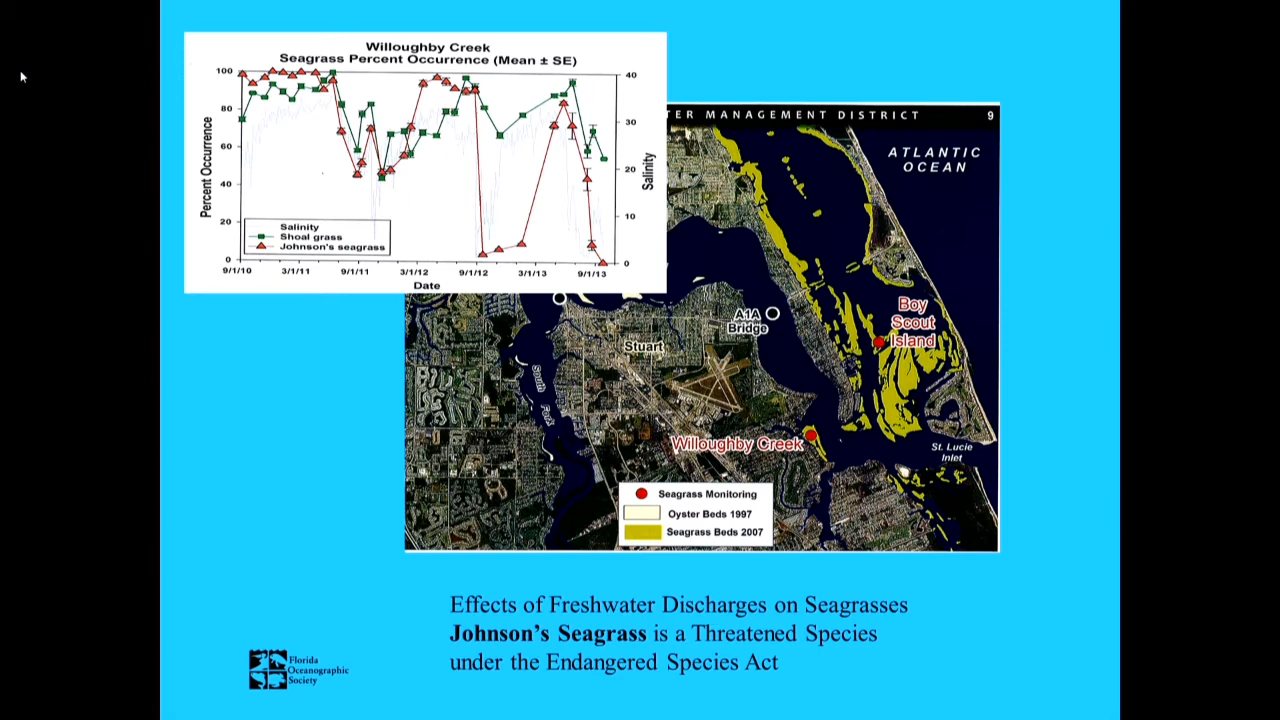 Willoughby Creek
Seagrass Percent Occurrence (Mean ± SE)
100
80
60
40
20
0
Percent Occurrence
40
30
20
10
0
Salinity
Salinity
Shoal grass
Johnson's seagrass
9/1/10 3/1/11 9/1/11 3/1/12 9/1/12 3/1/13 9/1/13
Date
TER MANAGEMENT DISTRICT 9
ATLANTIC
OCEAN
Boy
Scout
Island
A1A
Bridge
Stuart
South
Fork
Willoughby Creek
St. Lucie
Inlet
Seagrass Monitoring
Oyster Beds 1997
Seagrass Beds 2007
Effects of Freshwater Discharges on Seagrasses
Johnson's Seagrass is a Threatened Species
under the Endangered Species Act
Florida
Oceanographic
Society